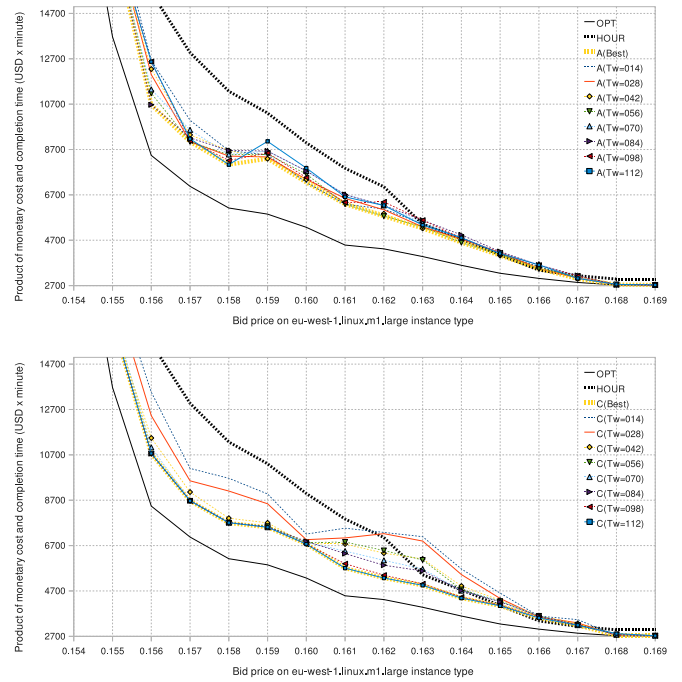 Product of monetary cost and completion time (USD x minute)
14700
12700
10700
8700
6700
4700
2700
0.154 0.155 0.156 0.157 0.158 0.159 0.160 0.161 0.162 0.163 0.164 0.165 0.166 0.167 0.168 0.169
Bid price on eu-west-1.linux.m1.large instance type
OPT
HOUR
A(Best)
A(Tw=014)
A(Tw=028)
A(Tw=042)
A(Tw=056)
A(Tw=070)
A(Tw=084)
A(Tw=098)
A(Tw=112)
Product of monetary cost and completion time (USD x minute)
14700
12700
10700
8700
6700
4700
2700
0.154 0.155 0.156 0.157 0.158 0.159 0.160 0.161 0.162 0.163 0.164 0.165 0.166 0.167 0.168 0.169
Bid price on eu-west-1.linux.m1.large instance type
OPT
HOUR
C(Best)
C(Tw=014)
C(Tw=028)
C(Tw=042)
C(Tw=056)
C(Tw=070)
C(Tw=084)
C(Tw=098)
C(Tw=112)